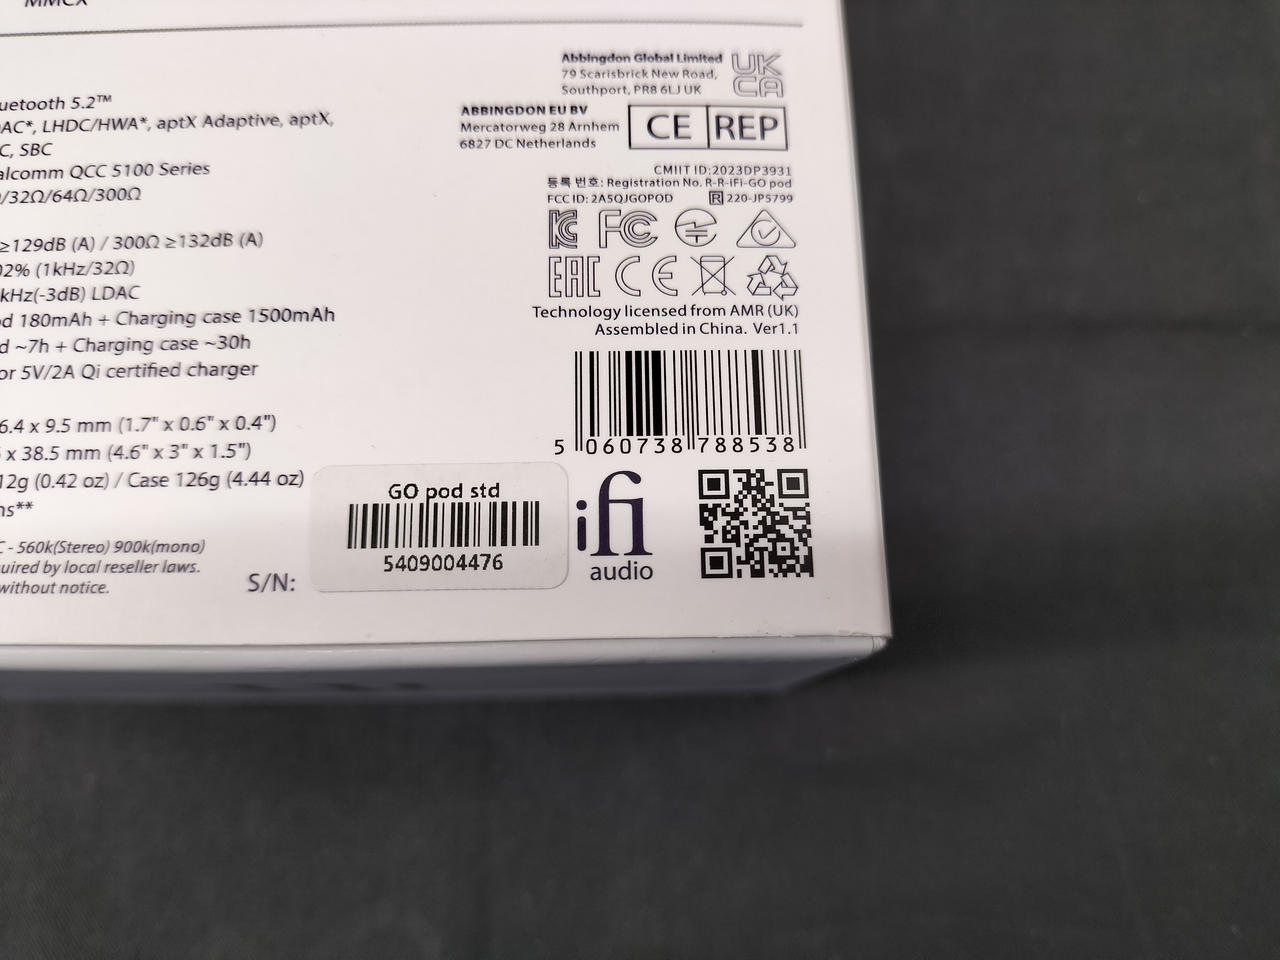 MMCX
uetooth 5.2™
AC*, LHDC/HWA*, aptX Adaptive, aptX,
C, SBC
alcomm QCC 5100 Series
/32Ω/64Ω/300Ω
≥129dB (A) / 300Ω ≥132dB (A)
02% (1kHz/32Ω)
kHz(-3dB) LDAC
d 180mAh + Charging case 1500mAh
d ~7h + Charging case ~30h
or 5V/2A Qi certified charger
6.4 x 9.5 mm (1.7" x 0.6" x 0.4")
x 38.5 mm (4.6" x 3" x 1.5")
12g (0.42 oz) / Case 126g (4.44 oz)
ns**
C - 560k(Stereo) 900k(mono)
uired by local reseller laws.
without notice.
S/N:
GO pod std
5409004476
Abbingdon Global Limited
79 Scarisbrick New Road,
Southport, PR8 6LJ UK
UK
CA
ABBINGDON EU BV
Mercatorweg 28 Arnhem
6827 DC Netherlands
CE REP
CMIIT ID:2023DP3931
등록 번호: Registration No. R-R-iFi-GO pod
FCC ID: 2A5QJGOPOD R 220-JP5799
KC FC
EAC CE
Technology licensed from AMR (UK)
Assembled in China. Ver1.1
5 060738 788538
ifi
audio